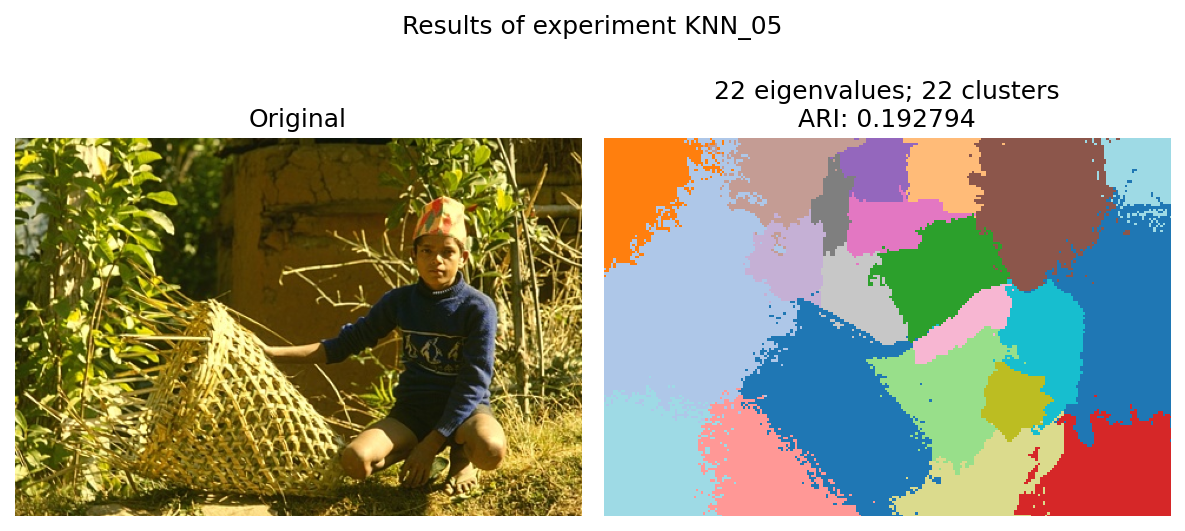 Results of experiment KNN_05
Original
22 eigenvalues; 22 clusters
ARI: 0.192794